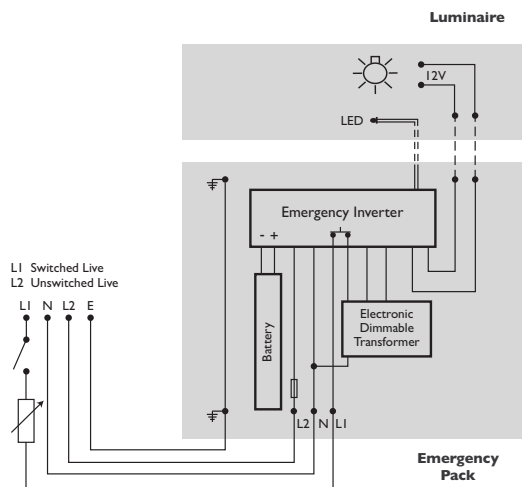 Luminaire
12V
LED
Emergency Inverter
- +
L1 Switched Live
L2 Unswitched Live
L1 N L2 E
Battery
Electronic
Dimmable
Transformer
L2 N L1
Emergency
Pack